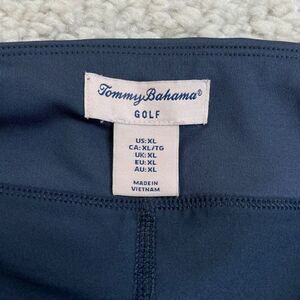 Tommy Bahama®
GOLF
US: XL
CA: XL/TG
UK: XL
EU: XL
AU: XL
MADE IN
VIETNAM